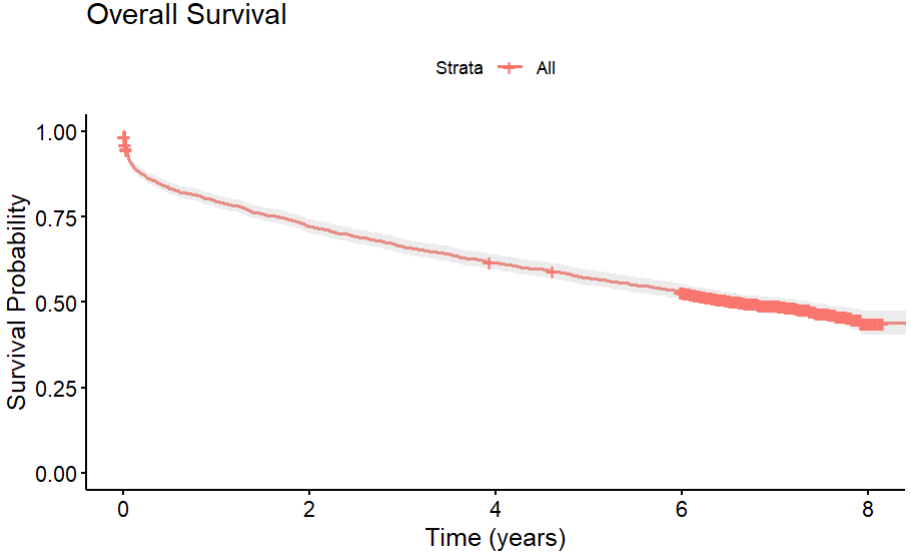 Overall Survival
Strata All
Survival Probability
1.00
0.75
0.50
0.25
0.00
0 2 4 6 8
Time (years)